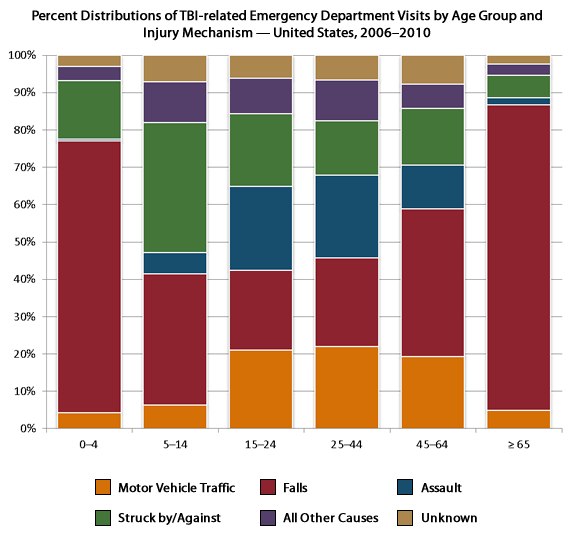 Percent Distributions of TBI-related Emergency Department Visits by Age Group and
Injury Mechanism — United States, 2006–2010
100%
90%
80%
70%
60%
50%
40%
30%
20%
10%
0%
0–4 5–14 15–24 25–44 45–64 ≥ 65
Motor Vehicle Traffic Falls Assault
Struck by/Against All Other Causes Unknown